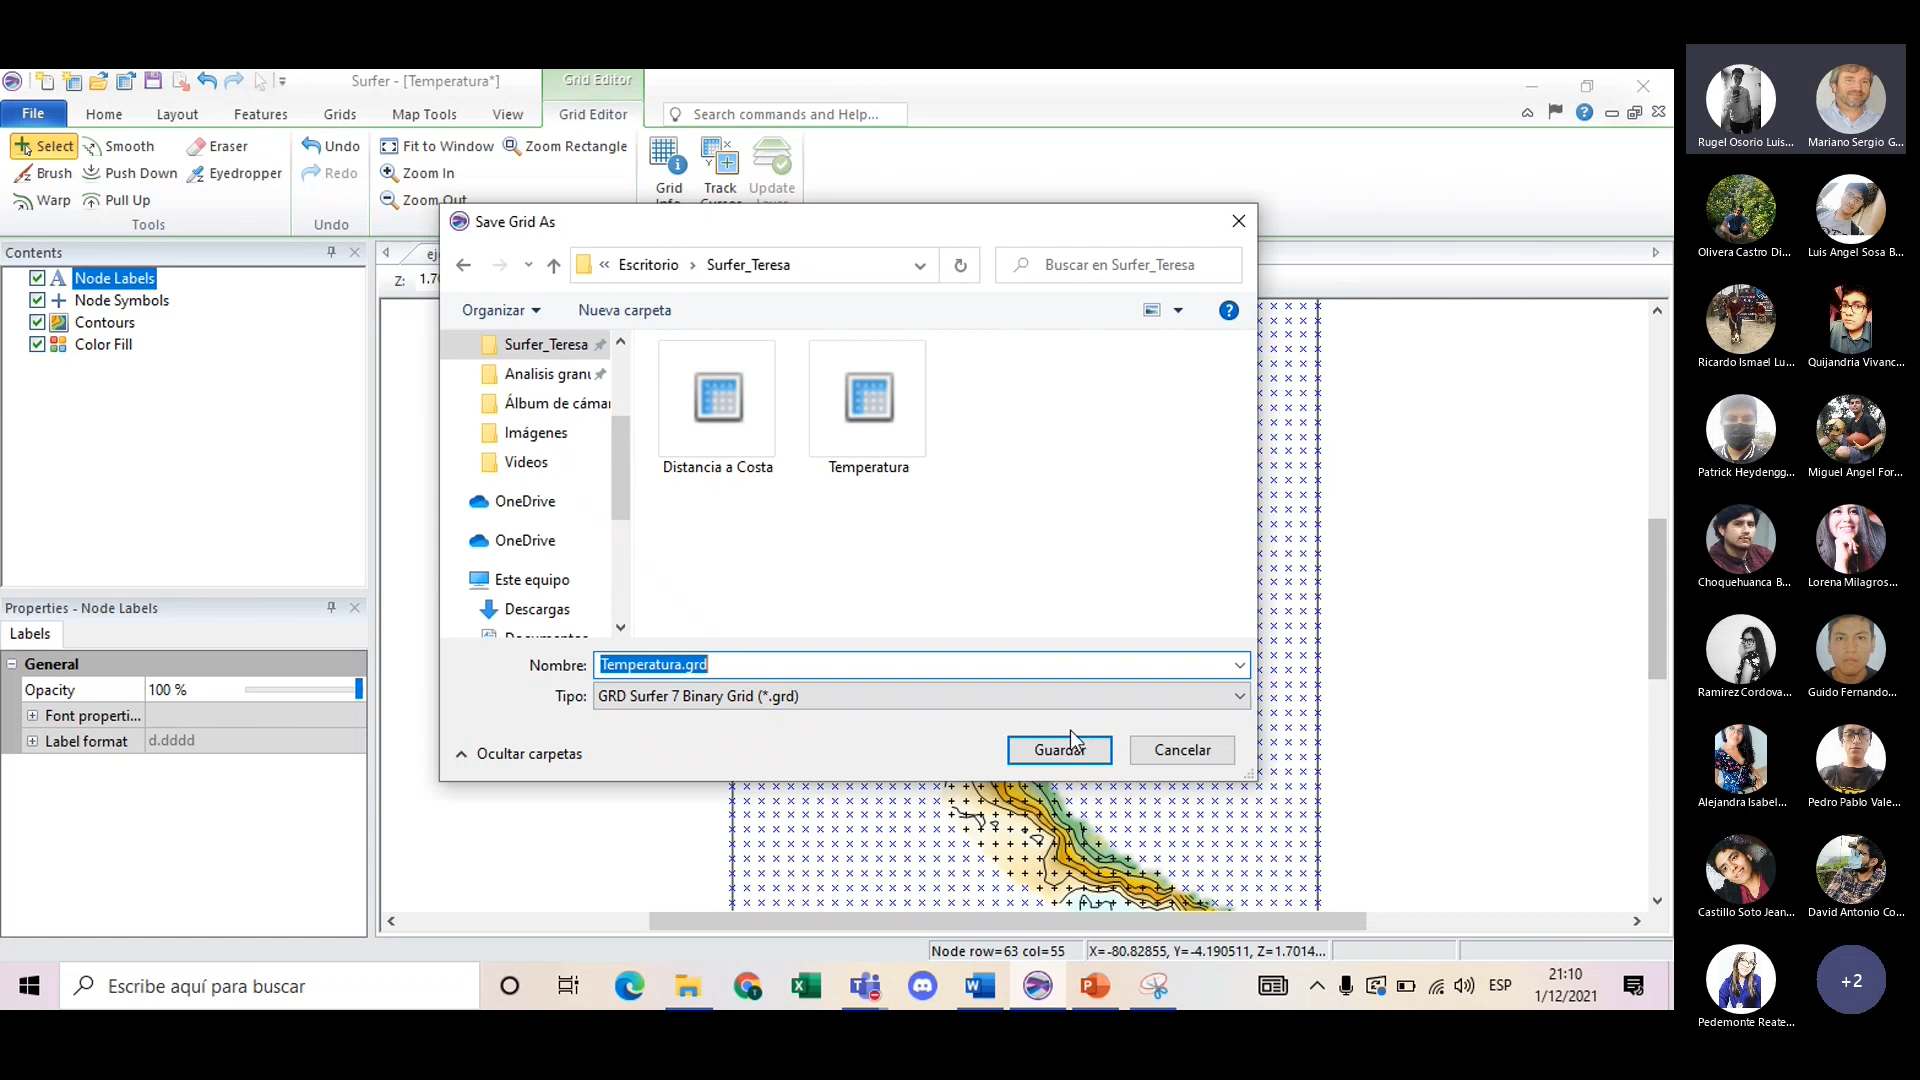 Surfer - [Temperatura*]
Grid Editor
File
Home
Layout
Features
Grids
Map Tools
View
Grid Editor
Search commands and Help...
Select
Smooth
Eraser
Brush
Push Down
Eyedropper
Warp
Pull Up
Tools
Undo
Redo
Undo
Fit to Window
Zoom Rectangle
Zoom In
Zoom Out
Grid
Info
Track
Cursor
Update
Contents
Node Labels
Node Symbols
Contours
Color Fill
Properties - Node Labels
Labels
General
Opacity
100 %
Font properti...
Label format
d.dddd
ej
Z:
Save Grid As
« Escritorio › Surfer_Teresa
Buscar en Surfer_Teresa
Organizar
Nueva carpeta
Surfer_Teresa
Analisis granu
Álbum de cámar
Imágenes
Videos
OneDrive
OneDrive
Este equipo
Descargas
Documentos
Distancia a Costa
Temperatura
Nombre:
Temperatura.grd
Tipo:
GRD Surfer 7 Binary Grid (*.grd)
Ocultar carpetas
Guardar
Cancelar
Node row=63 col=55
X=-80.82855, Y=-4.190511, Z=1.7014...
Escribe aquí para buscar
ESP
21:10
1/12/2021
Rugel Osorio Luis...
Mariano Sergio G...
Olivera Castro Di...
Luis Angel Sosa B...
Ricardo Ismael Lu...
Quijandria Vivanc...
Patrick Heydengg...
Miguel Angel For...
Choquehuanca B...
Lorena Milagros...
Ramirez Cordova...
Guido Fernando...
Alejandra Isabel...
Pedro Pablo Vale...
Castillo Soto Jean...
David Antonio Co...
Pedemonte Reate...
+2